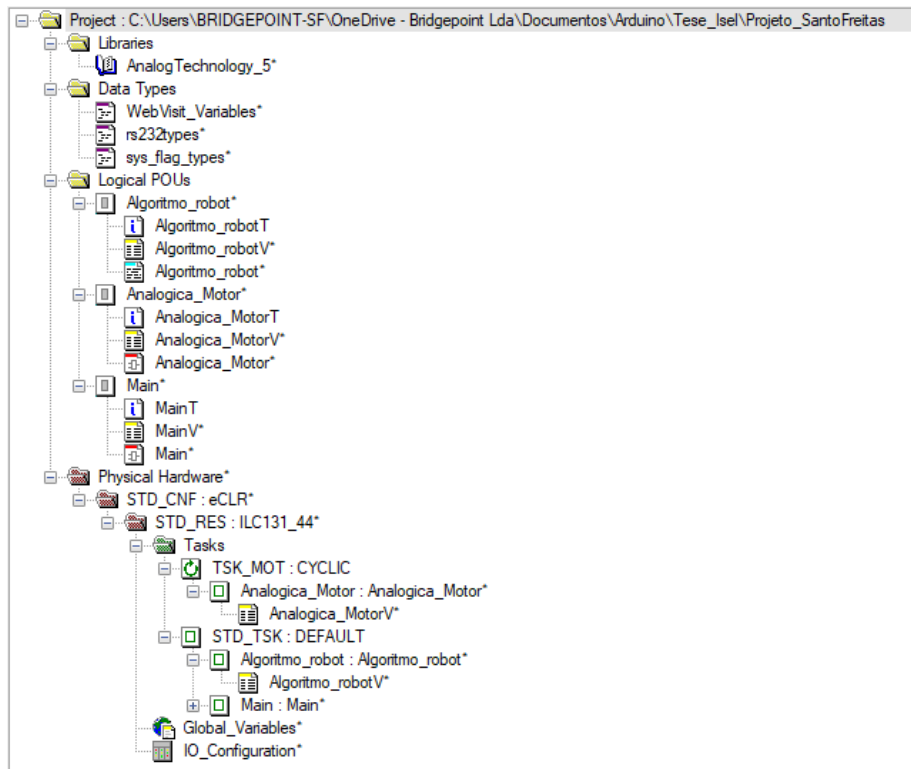 Project : C:\Users\BRIDGEPOINT-SF\OneDrive - Bridgepoint Lda\Documentos\Arduino\Tese_Isel\Projeto_SantoFreitas
Libraries
AnalogTechnology_5*
Data Types
WebVisit_Variables*
rs232types*
sys_flag_types*
Logical POUs
Algoritmo_robot*
Algoritmo_robotT
Algoritmo_robotV*
Algoritmo_robot*
Analogica_Motor*
Analogica_MotorT
Analogica_MotorV*
Analogica_Motor*
Main*
MainT
MainV*
Main*
Physical Hardware*
STD_CNF : eCLR*
STD_RES : ILC131_44*
Tasks
TSK_MOT : CYCLIC
Analogica_Motor : Analogica_Motor*
Analogica_MotorV*
STD_TSK : DEFAULT
Algoritmo_robot : Algoritmo_robot*
Algoritmo_robotV*
Main : Main*
Global_Variables*
IO_Configuration*